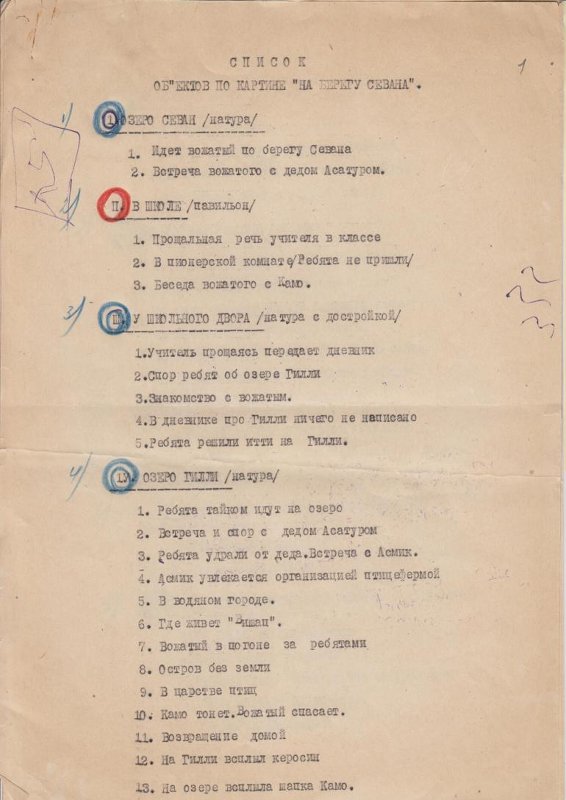 1
СПИСОК
ОБ"ЕКТОВ ПО КАРТИНЕ "НА БЕРЕГУ СЕВАНА".
1) I. ОЗЕРО СЕВАН /натура/
1. Идет вожатый по берегу Севана
2. Встреча вожатого с дедом Асатуром.
2) П. В ШКОЛЕ /павильон/
1. Прощальная речь учителя в классе
2. В пионерской комнате/Ребята не пришли/
3. Беседа вожатого с Камо.
3) Ш. У ШКОЛЬНОГО ДВОРА /натура с достройкой/
1.Учитель прощаясь передает дневник
2.Спор ребят об озере Гилли
3.Знакомство с вожатым.
4.В дневнике про Гилли ничего не написано
5.Ребята решили итти на Гилли.
4) IУ. ОЗЕРО ГИЛЛИ /натура/
1. Ребята тайком идут на озеро
2. Встреча и спор с дедом Асатуром
3. Ребята удрали от деда.Встреча с Асмик.
4. Асмик увлекается организацией птицефермой
5. В водяном городе.
6. Где живет "Вишап".
7. Вожатый в погоне за ребятами
8. Остров без земли
9. В царстве птиц
10. Камо тонет.Вожатый спасает.
11. Возвращение домой
12. На Гилли всплыл керосин
13. На озере всплыла шапка Камо.